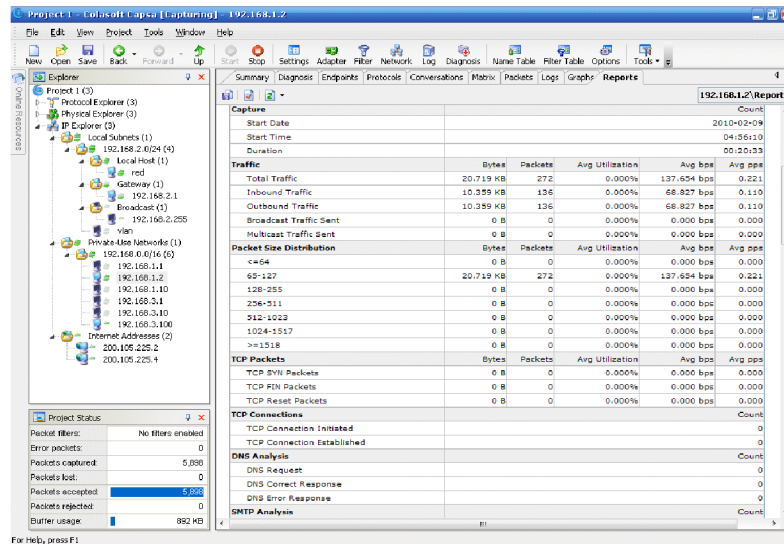 Project 1 - Colasoft Capsa [Capturing] - 192.168.1.2
File Edit View Project Tools Window Help
New Open Save Back Forward Up Start Stop Settings Adapter Filter Network Log Diagnosis Name Table Filter Table Options Tools
Online Resources
Explorer
Project 1 (3)
Protocol Explorer (3)
Physical Explorer (3)
IP Explorer (3)
Local Subnets (1)
192.168.2.0/24 (4)
Local Host (1)
red
Gateway (1)
192.168.2.1
Broadcast (1)
192.168.2.255
vlan
Private-Use Networks (1)
192.168.0.0/16 (6)
192.168.1.1
192.168.1.2
192.168.1.10
192.168.3.1
192.168.3.10
192.168.3.100
Internet Addresses (2)
200.105.225.2
200.105.225.4
Project Status
Packet filters: No filters enabled
Error packets: 0
Packets captured: 5,898
Packets lost: 0
Packets accepted: 5,898
Packets rejected: 0
Buffer usage: 892 KB
Summary Diagnosis Endpoints Protocols Conversations Matrix Packets Logs Graphs Reports
192.168.1.2\Report
Capture Count
Start Date 2010-02-09
Start Time 04:56:10
Duration 00:20:33
Traffic Bytes Packets Avg Utilization Avg bps Avg pps
Total Traffic 20.719 KB 272 0.000% 137.654 bps 0.221
Inbound Traffic 10.359 KB 136 0.000% 68.827 bps 0.110
Outbound Traffic 10.359 KB 136 0.000% 68.827 bps 0.110
Broadcast Traffic Sent 0 B 0 0.000% 0.000 bps 0.000
Multicast Traffic Sent 0 B 0 0.000% 0.000 bps 0.000
Packet Size Distribution Bytes Packets Avg Utilization Avg bps Avg pps
<=64 0 B 0 0.000% 0.000 bps 0.000
65-127 20.719 KB 272 0.000% 137.654 bps 0.221
128-255 0 B 0 0.000% 0.000 bps 0.000
256-511 0 B 0 0.000% 0.000 bps 0.000
512-1023 0 B 0 0.000% 0.000 bps 0.000
1024-1517 0 B 0 0.000% 0.000 bps 0.000
>=1518 0 B 0 0.000% 0.000 bps 0.000
TCP Packets Bytes Packets Avg Utilization Avg bps Avg pps
TCP SYN Packets 0 B 0 0.000% 0.000 bps 0.000
TCP FIN Packets 0 B 0 0.000% 0.000 bps 0.000
TCP Reset Packets 0 B 0 0.000% 0.000 bps 0.000
TCP Connections Count
TCP Connection Initiated 0
TCP Connection Established 0
DNS Analysis Count
DNS Request 0
DNS Correct Response 0
DNS Error Response 0
SMTP Analysis Count
For Help, press F1